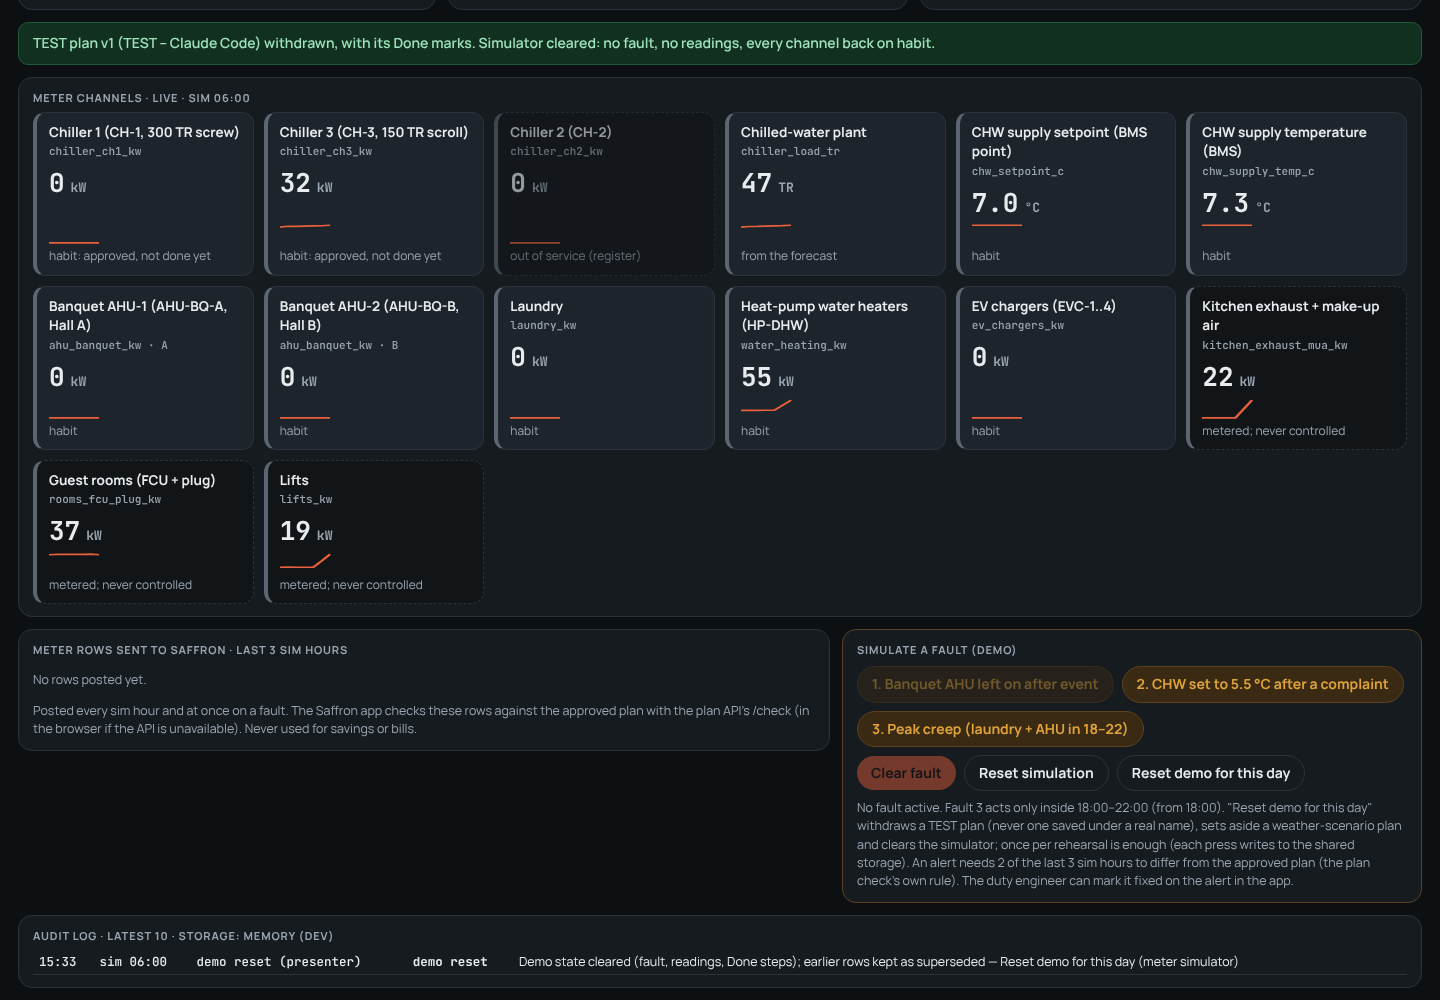 TEST plan v1 (TEST – Claude Code) withdrawn, with its Done marks. Simulator cleared: no fault, no readings, every channel back on habit.
METER CHANNELS · LIVE · SIM 06:00
Chiller 1 (CH-1, 300 TR screw)
chiller_ch1_kw
0 kW
habit: approved, not done yet
Chiller 3 (CH-3, 150 TR scroll)
chiller_ch3_kw
32 kW
habit: approved, not done yet
Chiller 2 (CH-2)
chiller_ch2_kw
0 kW
out of service (register)
Chilled-water plant
chiller_load_tr
47 TR
from the forecast
CHW supply setpoint (BMS
point)
chw_setpoint_c
7.0 °C
habit
CHW supply temperature
(BMS)
chw_supply_temp_c
7.3 °C
habit
Banquet AHU-1 (AHU-BQ-A,
Hall A)
ahu_banquet_kw · A
0 kW
habit
Banquet AHU-2 (AHU-BQ-B,
Hall B)
ahu_banquet_kw · B
0 kW
habit
Laundry
laundry_kw
0 kW
habit
Heat-pump water heaters
(HP-DHW)
water_heating_kw
55 kW
habit
EV chargers (EVC-1..4)
ev_chargers_kw
0 kW
habit
Kitchen exhaust + make-up
air
kitchen_exhaust_mua_kw
22 kW
metered; never controlled
Guest rooms (FCU + plug)
rooms_fcu_plug_kw
37 kW
metered; never controlled
Lifts
lifts_kw
19 kW
metered; never controlled
METER ROWS SENT TO SAFFRON · LAST 3 SIM HOURS
No rows posted yet.
Posted every sim hour and at once on a fault. The Saffron app checks these rows against the approved plan with the plan API's /check (in
the browser if the API is unavailable). Never used for savings or bills.
SIMULATE A FAULT (DEMO)
1. Banquet AHU left on after event
2. CHW set to 5.5 °C after a complaint
3. Peak creep (laundry + AHU in 18–22)
Clear fault
Reset simulation
Reset demo for this day
No fault active. Fault 3 acts only inside 18:00–22:00 (from 18:00). "Reset demo for this day"
withdraws a TEST plan (never one saved under a real name), sets aside a weather-scenario plan
and clears the simulator; once per rehearsal is enough (each press writes to the shared
storage). An alert needs 2 of the last 3 sim hours to differ from the approved plan (the plan
check's own rule). The duty engineer can mark it fixed on the alert in the app.
AUDIT LOG · LATEST 10 · STORAGE: MEMORY (DEV)
15:33 sim 06:00 demo reset (presenter) demo reset Demo state cleared (fault, readings, Done steps); earlier rows kept as superseded — Reset demo for this day (meter simulator)